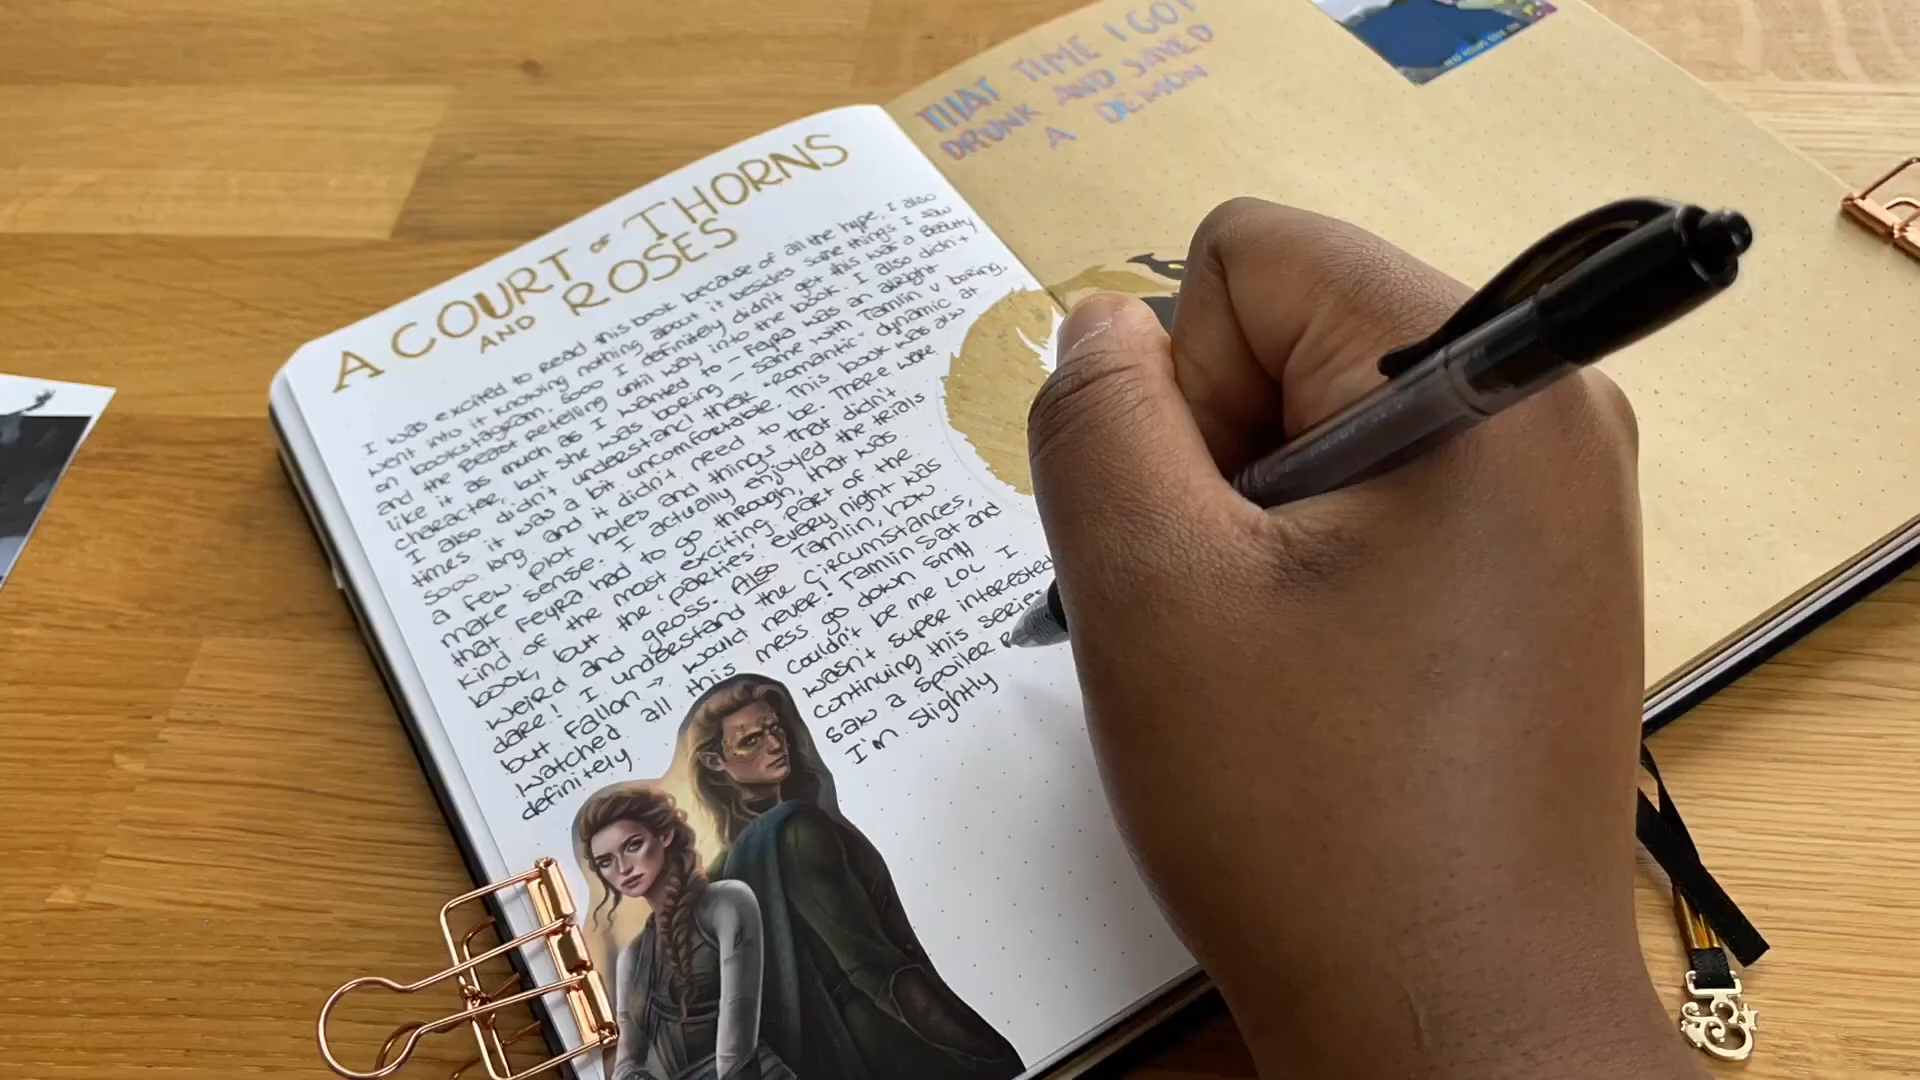 A COURT OF THORNS
AND ROSES
I was excited to read this book because of all the hype. I also
went into it knowing nothing about it besides some things I saw
on bookstagram. Sooo I definitely didn't get this was a Beauty
and the Beast retelling until way into the book. I also didn't
like it as much as I wanted to – Feyra was an alright
character, but she was boring – same with Tamlin v boring.
I also didn't understand their "romantic" dynamic at
times it was a bit uncomfortable. This book was also
sooo long and it didn't need to be. There were
a few plot holes and things that didn't
make sense. I actually enjoyed the trials
that Feyra had to go through, that was
kind of the most exciting part of the
book, but the 'parties' every night was
weird and gross. Also Tamlin, how
dare! I understand the circumstances,
but Fallon → would never! Tamlin sat and
watched all this mess go down smly
definitely couldn't be me LOL I
wasn't super interested
continuing this series
saw a spoiler
I'm slightly
THAT TIME I GOT
DRUNK AND SAVED
A DEMON